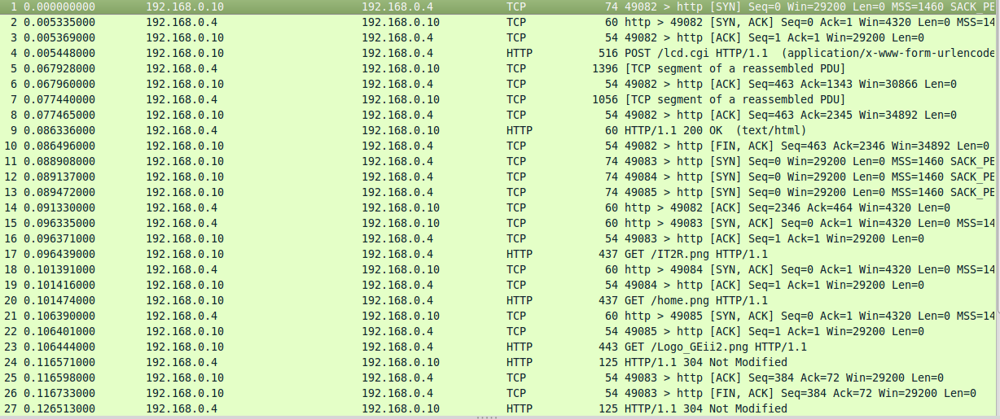 1 0.000000000 192.168.0.10 192.168.0.4 TCP 74 49082 > http [SYN] Seq=0 Win=29200 Len=0 MSS=1460 SACK_PE
2 0.005335000 192.168.0.4 192.168.0.10 TCP 60 http > 49082 [SYN, ACK] Seq=0 Ack=1 Win=4320 Len=0 MSS=14
3 0.005369000 192.168.0.10 192.168.0.4 TCP 54 49082 > http [ACK] Seq=1 Ack=1 Win=29200 Len=0
4 0.005448000 192.168.0.10 192.168.0.4 HTTP 516 POST /lcd.cgi HTTP/1.1 (application/x-www-form-urlencode
5 0.067928000 192.168.0.4 192.168.0.10 TCP 1396 [TCP segment of a reassembled PDU]
6 0.067960000 192.168.0.10 192.168.0.4 TCP 54 49082 > http [ACK] Seq=463 Ack=1343 Win=30866 Len=0
7 0.077440000 192.168.0.4 192.168.0.10 TCP 1056 [TCP segment of a reassembled PDU]
8 0.077465000 192.168.0.10 192.168.0.4 TCP 54 49082 > http [ACK] Seq=463 Ack=2345 Win=34892 Len=0
9 0.086336000 192.168.0.4 192.168.0.10 HTTP 60 HTTP/1.1 200 OK (text/html)
10 0.086496000 192.168.0.10 192.168.0.4 TCP 54 49082 > http [FIN, ACK] Seq=463 Ack=2346 Win=34892 Len=0
11 0.088908000 192.168.0.10 192.168.0.4 TCP 74 49083 > http [SYN] Seq=0 Win=29200 Len=0 MSS=1460 SACK_PE
12 0.089137000 192.168.0.10 192.168.0.4 TCP 74 49084 > http [SYN] Seq=0 Win=29200 Len=0 MSS=1460 SACK_PE
13 0.089472000 192.168.0.10 192.168.0.4 TCP 74 49085 > http [SYN] Seq=0 Win=29200 Len=0 MSS=1460 SACK_PE
14 0.091330000 192.168.0.4 192.168.0.10 TCP 60 http > 49082 [ACK] Seq=2346 Ack=464 Win=4320 Len=0
15 0.096335000 192.168.0.4 192.168.0.10 TCP 60 http > 49083 [SYN, ACK] Seq=0 Ack=1 Win=4320 Len=0 MSS=14
16 0.096371000 192.168.0.10 192.168.0.4 TCP 54 49083 > http [ACK] Seq=1 Ack=1 Win=29200 Len=0
17 0.096439000 192.168.0.10 192.168.0.4 HTTP 437 GET /IT2R.png HTTP/1.1
18 0.101391000 192.168.0.4 192.168.0.10 TCP 60 http > 49084 [SYN, ACK] Seq=0 Ack=1 Win=4320 Len=0 MSS=14
19 0.101416000 192.168.0.10 192.168.0.4 TCP 54 49084 > http [ACK] Seq=1 Ack=1 Win=29200 Len=0
20 0.101474000 192.168.0.10 192.168.0.4 HTTP 437 GET /home.png HTTP/1.1
21 0.106390000 192.168.0.4 192.168.0.10 TCP 60 http > 49085 [SYN, ACK] Seq=0 Ack=1 Win=4320 Len=0 MSS=14
22 0.106401000 192.168.0.10 192.168.0.4 TCP 54 49085 > http [ACK] Seq=1 Ack=1 Win=29200 Len=0
23 0.106444000 192.168.0.10 192.168.0.4 HTTP 443 GET /Logo_GEii2.png HTTP/1.1
24 0.116571000 192.168.0.4 192.168.0.10 HTTP 125 HTTP/1.1 304 Not Modified
25 0.116598000 192.168.0.10 192.168.0.4 TCP 54 49083 > http [ACK] Seq=384 Ack=72 Win=29200 Len=0
26 0.116733000 192.168.0.10 192.168.0.4 TCP 54 49083 > http [FIN, ACK] Seq=384 Ack=72 Win=29200 Len=0
27 0.126513000 192.168.0.4 192.168.0.10 HTTP 125 HTTP/1.1 304 Not Modified